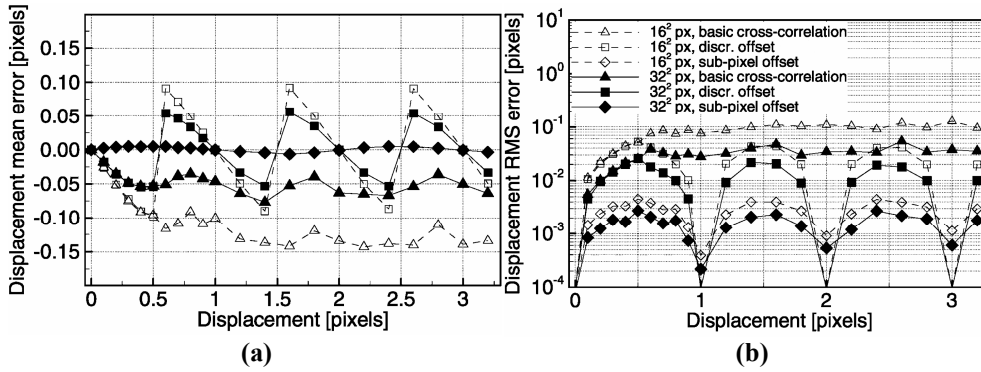 Displacement mean error [pixels]
0.15
0.10
0.05
0.00
-0.05
-0.10
-0.15
0 0.5 1 1.5 2 2.5 3
Displacement [pixels]
(a)
Displacement RMS error [pixels]
10^1
10^0
10^-1
10^-2
10^-3
10^-4
16^2 px, basic cross-correlation
16^2 px, discr. offset
16^2 px, sub-pixel offset
32^2 px, basic cross-correlation
32^2 px, discr. offset
32^2 px, sub-pixel offset
0 1 2 3
Displacement [pixels]
(b)